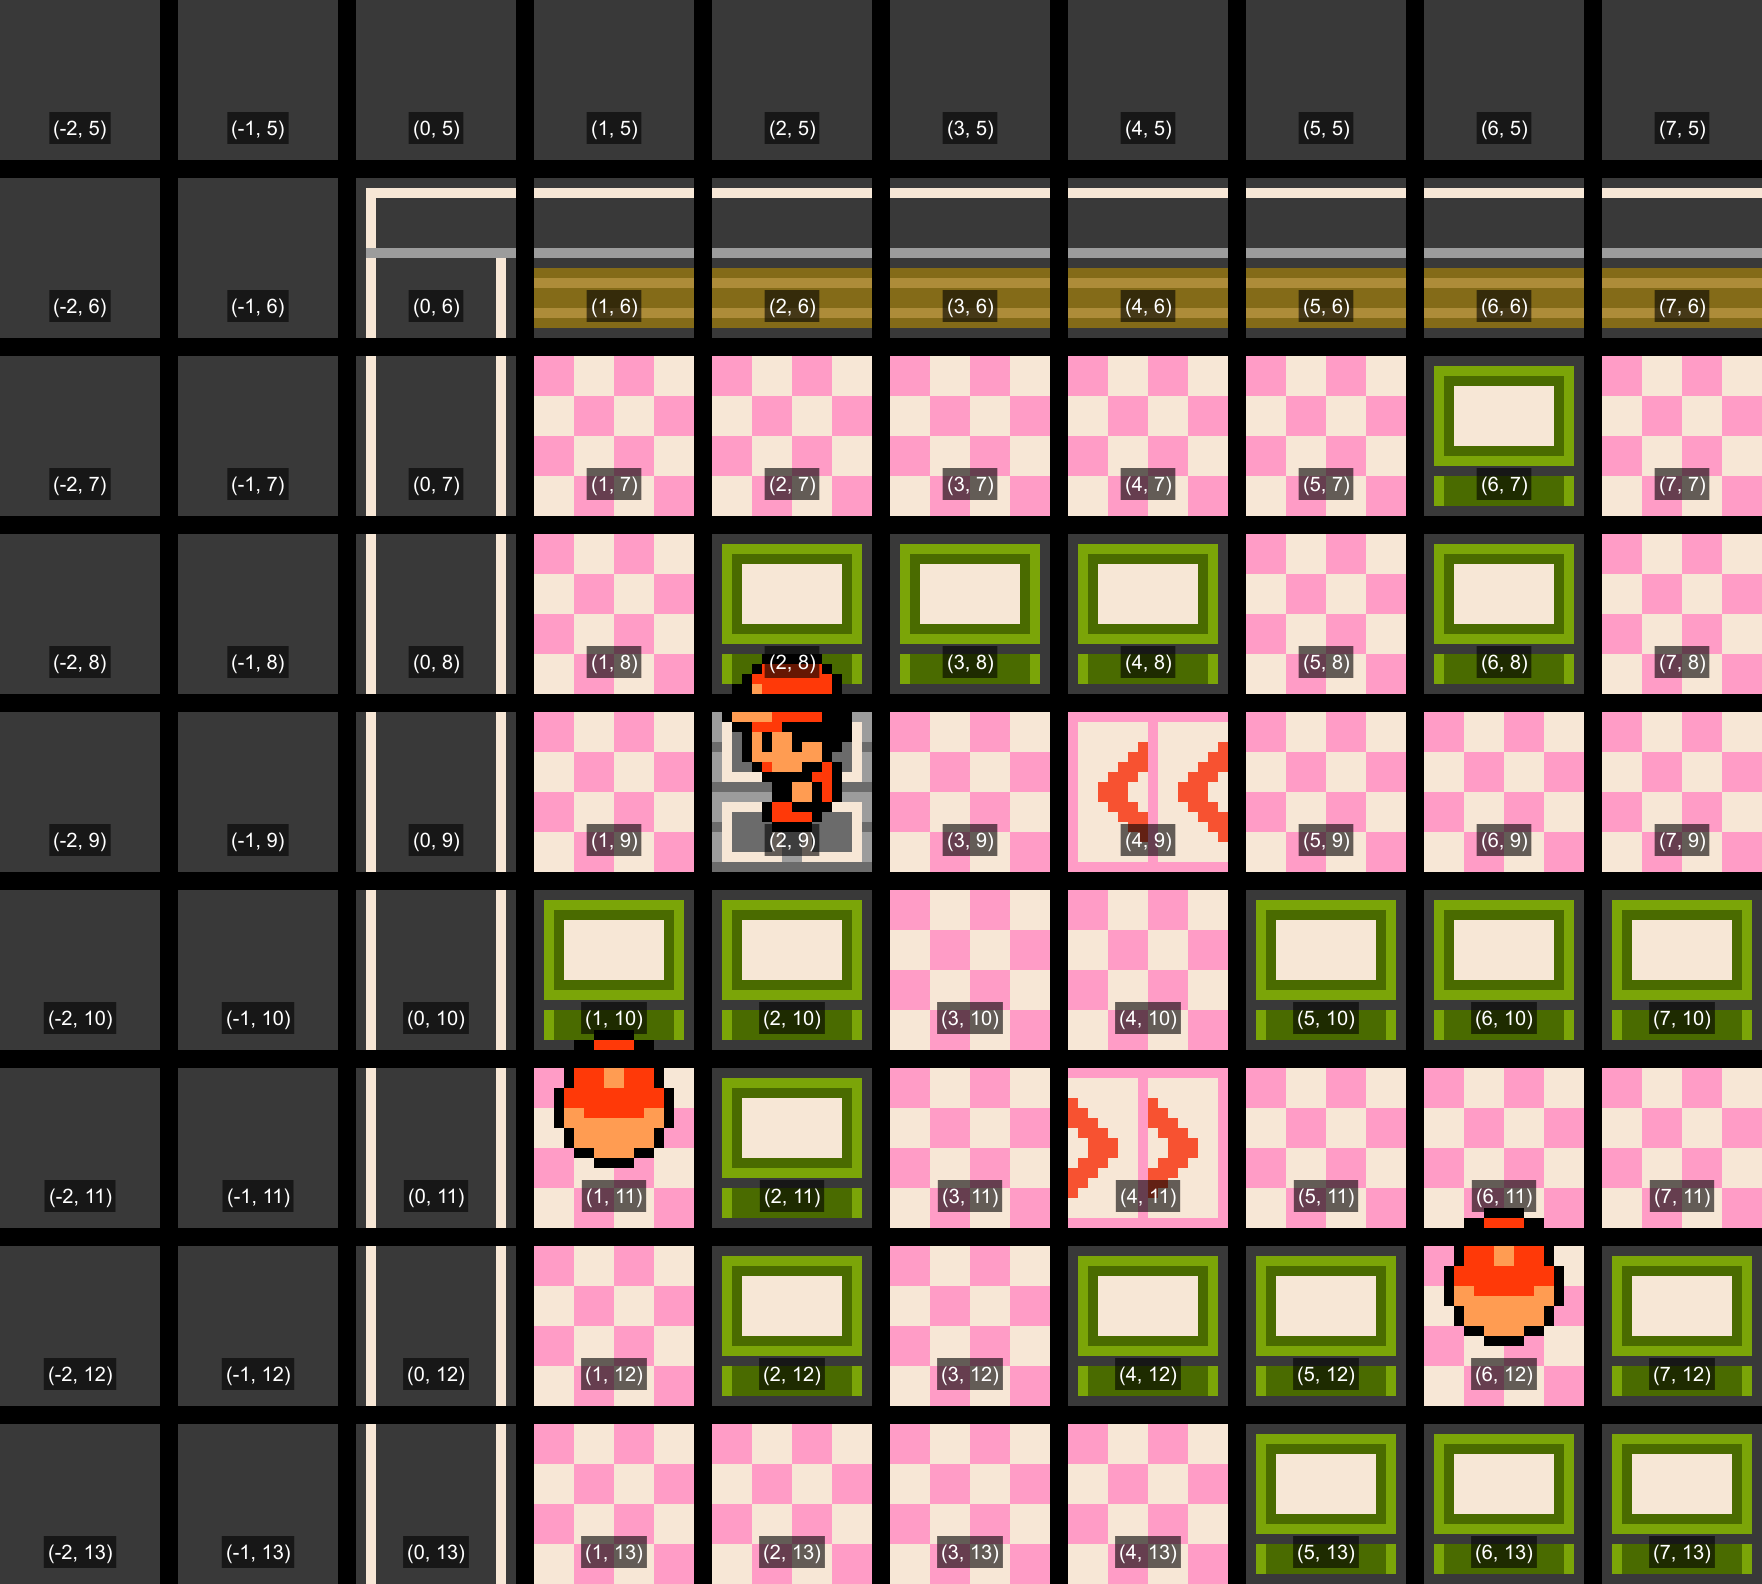 (-2, 5) (-1, 5) (0, 5) (1, 5) (2, 5) (3, 5) (4, 5) (5, 5) (6, 5) (7, 5)
(-2, 6) (-1, 6) (0, 6) (1, 6) (2, 6) (3, 6) (4, 6) (5, 6) (6, 6) (7, 6)
(-2, 7) (-1, 7) (0, 7) (1, 7) (2, 7) (3, 7) (4, 7) (5, 7) (6, 7) (7, 7)
(-2, 8) (-1, 8) (0, 8) (1, 8) (2, 8) (3, 8) (4, 8) (5, 8) (6, 8) (7, 8)
(-2, 9) (-1, 9) (0, 9) (1, 9) (2, 9) (3, 9) (4, 9) (5, 9) (6, 9) (7, 9)
(-2, 10) (-1, 10) (0, 10) (1, 10) (2, 10) (3, 10) (4, 10) (5, 10) (6, 10) (7, 10)
(-2, 11) (-1, 11) (0, 11) (1, 11) (2, 11) (3, 11) (4, 11) (5, 11) (6, 11) (7, 11)
(-2, 12) (-1, 12) (0, 12) (1, 12) (2, 12) (3, 12) (4, 12) (5, 12) (6, 12) (7, 12)
(-2, 13) (-1, 13) (0, 13) (1, 13) (2, 13) (3, 13) (4, 13) (5, 13) (6, 13) (7, 13)